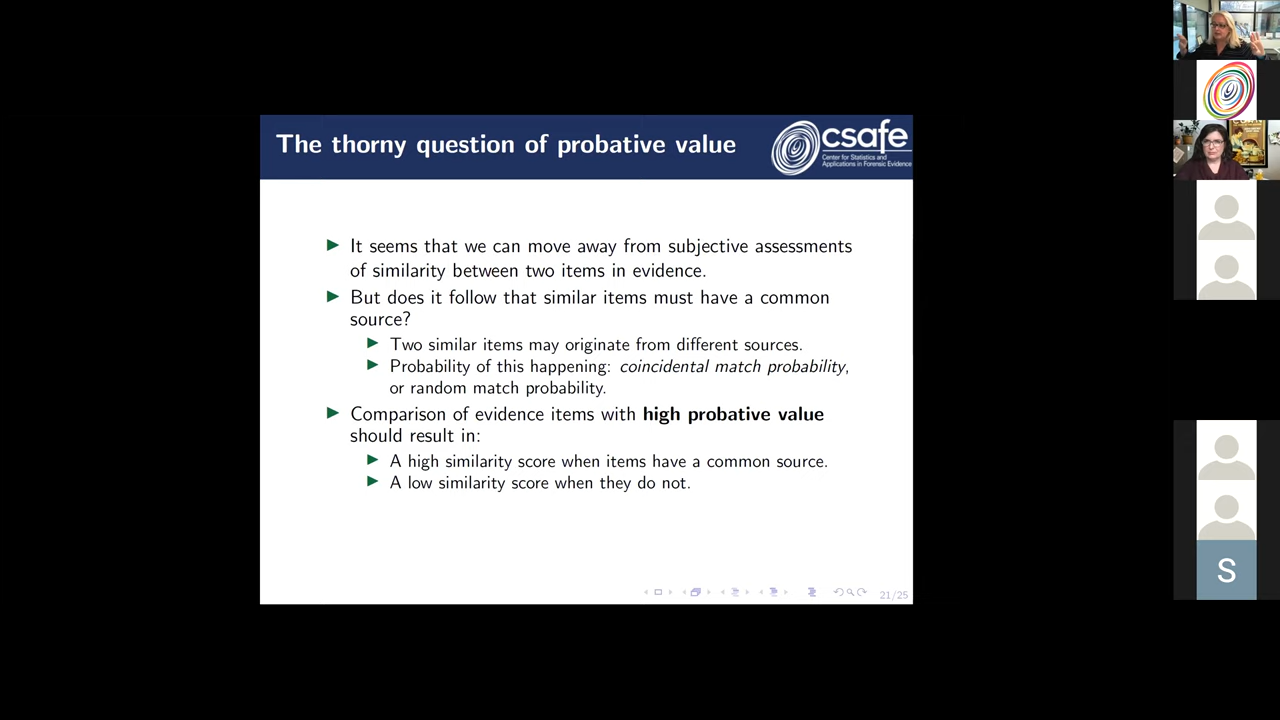 The thorny question of probative value
csafe
Center for Statistics and
Applications in Forensic Evidence
It seems that we can move away from subjective assessments
of similarity between two items in evidence.
But does it follow that similar items must have a common
source?
Two similar items may originate from different sources.
Probability of this happening: coincidental match probability,
or random match probability.
Comparison of evidence items with high probative value
should result in:
A high similarity score when items have a common source.
A low similarity score when they do not.
21/25
S